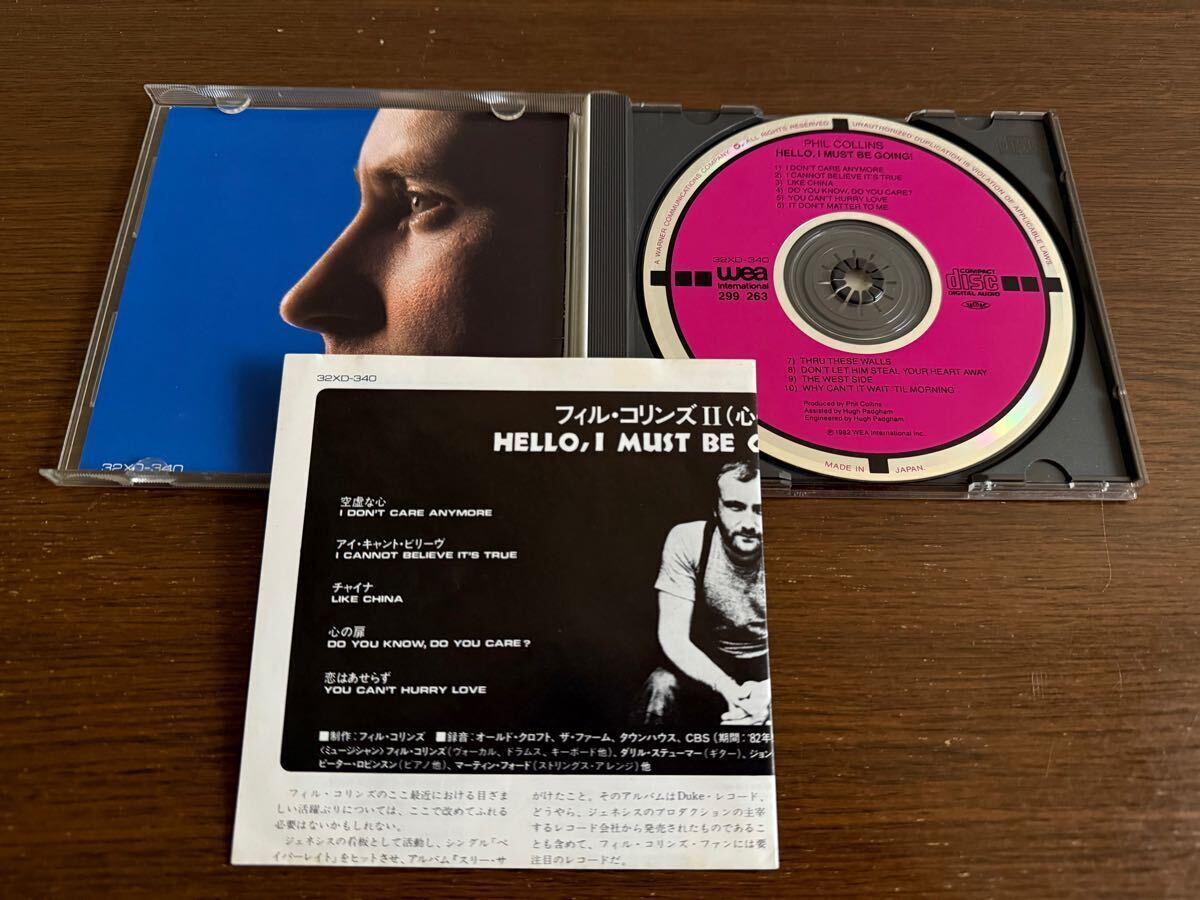 32XD-340
A WARNER COMMUNICATIONS COMPANY
ALL RIGHTS RESERVED
UNAUTHORIZED DUPLICATION IS VIOLATION OF APPLICABLE LAWS.
PHIL COLLINS
HELLO, I MUST BE GOING!
1) I DON'T CARE ANYMORE
2) I CANNOT BELIEVE IT'S TRUE
3) LIKE CHINA
4) DO YOU KNOW, DO YOU CARE?
5) YOU CAN'T HURRY LOVE
6) IT DON'T MATTER TO ME
32XD-340
wea
International
299 263
COMPACT
disc
DIGITAL AUDIO
7) THRU THESE WALLS
8) DON'T LET HIM STEAL YOUR HEART AWAY
9) THE WEST SIDE
10) WHY CAN'T IT WAIT 'TIL MORNING
Produced by Phil Collins
Assisted by Hugh Padgham
Engineered by Hugh Padgham
Ⓟ1982 WEA International Inc.
MADE IN JAPAN.
32XD-340
フィル・コリンズII(心
HELLO, I MUST BE
空虚な心
I DON'T CARE ANYMORE
アイ・キャント・ビリーヴ
I CANNOT BELIEVE IT'S TRUE
チャイナ
LIKE CHINA
心の扉
DO YOU KNOW, DO YOU CARE?
恋はあせらず
YOU CAN'T HURRY LOVE
■制作:フィル・コリンズ ■録音:オールド・クロフト、ザ・ファーム、タウンハウス、CBS(期間:'82年
〈ミュージシャン〉フィル・コリンズ(ヴォーカル、ドラムス、キーボード他)、ダリル・ステューマー(ギター)、ジョン
ピーター・ロビンスン(ピアノ他)、マーティン・フォード(ストリングス・アレンジ)他
フィル・コリンズのここ最近における目ざま
しい活躍ぶりについては、ここで改めてふれる
必要はないかもしれない。
ジェネシスの看板として活動し、シングル「ペ
イパーレイト」をヒットさせ、アルバム『スリー・サ
がけたこと。そのアルバムはDuke・レコード、
どうやら、ジェネシスのプロダクションの主宰
するレコード会社から発売されたものであるこ
とも含めて、フィル・コリンズ・ファンには要
注目のレコードだ。